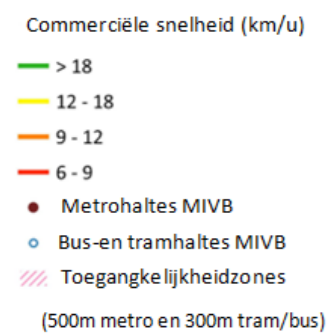 Commerciële snelheid (km/u)
> 18
12 - 18
9 - 12
6 - 9
Metrohaltes MIVB
Bus-en tramhaltes MIVB
Toegangkelijkheidzones
(500m metro en 300m tram/bus)